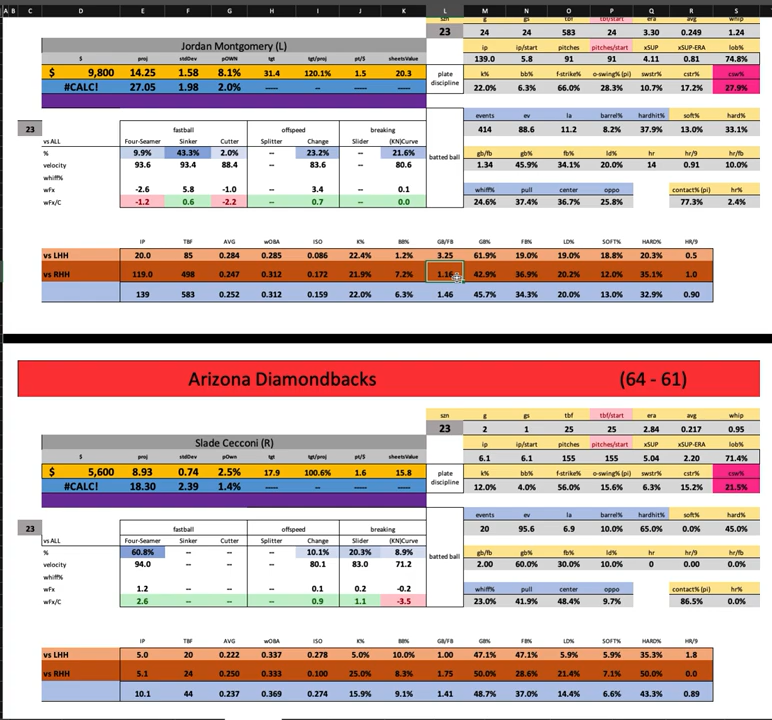 A B C D E F G H I J K L M N O P Q R S
szn g gs tbf tbf/start era avg whip
23 24 24 583 24 3.30 0.249 1.24
Jordan Montgomery (L) ip ip/start pitches pitches/start xSUP xSUP-ERA lob%
$ proj stdDev pOWN tgt tgt/proj pt/$ sheetsValue 139.0 5.8 91 91 4.11 0.81 74.8%
$ 9,800 14.25 1.58 8.1% 31.4 120.1% 1.5 20.3 plate discipline k% bb% f-strike% o-swing% (pi) swstr% cstr% csw%
#CALC! 27.05 1.98 2.0% ---- -- ----- ---- 22.0% 6.3% 66.0% 28.3% 10.7% 17.2% 27.9%
events ev la barrel% hardhit% soft% hard%
23 fastball offspeed breaking 414 88.6 11.2 8.2% 37.9% 13.0% 33.1%
vs ALL Four-Seamer Sinker Cutter Splitter Change Slider (KN)Curve
% 9.9% 43.3% 2.0% -- 23.2% -- 21.6% batted ball gb/fb gb% fb% ld% hr hr/9 hr/fb
velocity 93.6 93.4 88.4 -- 83.6 -- 80.6 1.34 45.9% 34.1% 20.0% 14 0.91 10.0%
whiff%
wFx -2.6 5.8 -1.0 3.4 0.1 whiff% pull center oppo contact% (pi) hr%
wFx/C -1.2 0.6 -2.2 -- 0.7 -- 0.0 24.6% 37.4% 36.7% 25.8% 77.3% 2.4%
IP TBF AVG wOBA ISO K% BB% GB/FB GB% FB% LD% SOFT% HARD% HR/9
vs LHH 20.0 85 0.284 0.285 0.086 22.4% 1.2% 3.25 61.9% 19.0% 19.0% 18.8% 20.3% 0.5
vs RHH 119.0 498 0.247 0.312 0.172 21.9% 7.2% 42.9% 36.9% 20.2% 12.0% 35.1% 1.0
139 583 0.252 0.312 0.159 22.0% 6.3% 1.46 45.7% 34.3% 20.0% 13.0% 32.9% 0.90
Arizona Diamondbacks (64 - 61)
szn g gs tbf tbf/start era avg whip
23 2 1 25 25 2.84 0.217 0.95
Slade Cecconi (R) ip ip/start pitches pitches/start xSUP xSUP-ERA lob%
$ proj stdDev pOwn tgt tgt/proj pt/$ sheetsValue 6.1 6.1 155 155 5.04 2.20 71.4%
$ 5,600 8.93 0.74 2.5% 17.9 100.6% 1.6 15.8 plate discipline k% bb% f-strike% o-swing% (pi) swstr% cstr% csw%
#CALC! 18.30 2.39 1.4% -- -- -- -- 12.0% 4.0% 56.0% 15.6% 6.3% 15.2% 21.5%
events ev la barrel% hardhit% soft% hard%
23 fastball offspeed breaking 20 95.6 6.9 10.0% 65.0% 0.0% 45.0%
vs ALL Four-Seamer Sinker Cutter Splitter Change Slider (KN)Curve
% 60.8% -- -- -- 10.1% 20.3% 8.9% batted ball gb/fb gb% fb% ld% hr hr/9 hr/fb
velocity 94.0 -- -- -- 80.1 83.0 71.2 2.00 60.0% 30.0% 10.0% 0 0.00 0.0%
whiff%
wFx 1.2 0.1 0.2 -0.2 whiff% pull center oppo contact% (pi) hr%
wFx/C 2.6 -- -- -- 0.9 1.1 -3.5 23.0% 41.9% 48.4% 9.7% 86.5% 0.0%
IP TBF AVG wOBA ISO K% BB% GB/FB GB% FB% LD% SOFT% HARD% HR/9
vs LHH 5.0 20 0.222 0.337 0.278 5.0% 10.0% 1.00 47.1% 47.1% 5.9% 5.9% 35.3% 1.8
vs RHH 5.1 24 0.250 0.333 0.100 25.0% 8.3% 1.75 50.0% 28.6% 21.4% 7.1% 50.0% 0.0
10.1 44 0.237 0.369 0.274 15.9% 9.1% 1.41 48.7% 37.0% 14.4% 6.6% 43.3% 0.89